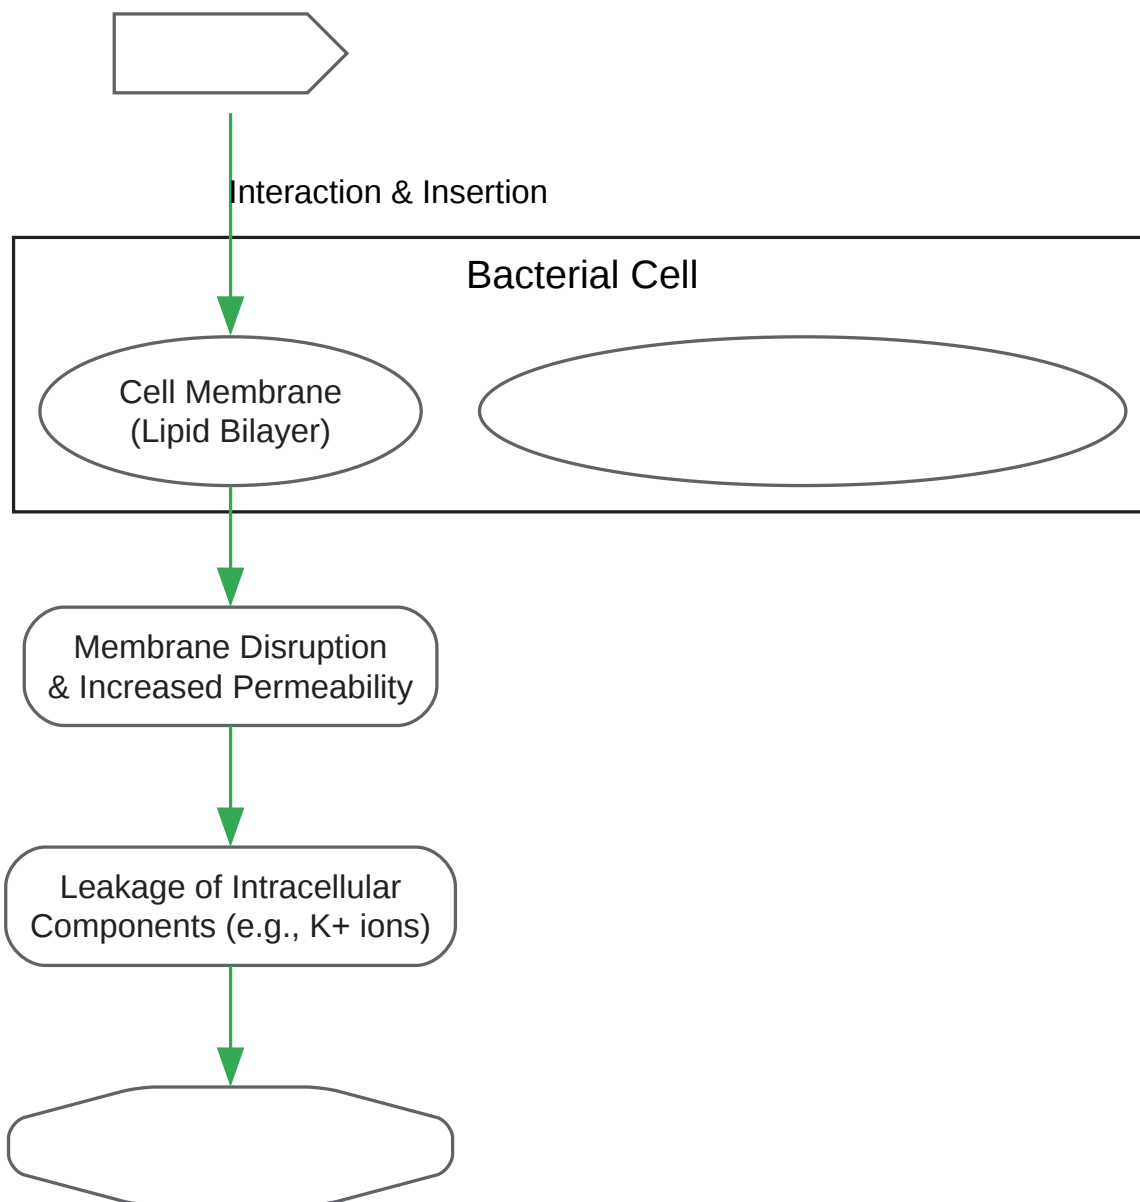 Interaction & Insertion
Bacterial Cell
Cell Membrane
(Lipid Bilayer)
Membrane Disruption
& Increased Permeability
Leakage of Intracellular
Components (e.g., K+ ions)